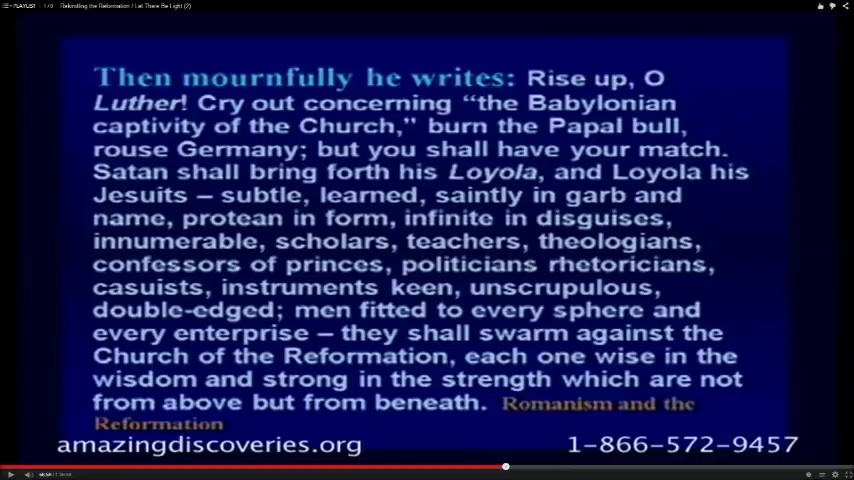 PLAYLIST
Rekindling the Reformation / Let There Be Light (2)
Then mournfully he writes: Rise up, O
Luther! Cry out concerning “the Babylonian
captivity of the Church,” burn the Papal bull,
rouse Germany; but you shall have your match.
Satan shall bring forth his Loyola, and Loyola his
Jesuits – subtle, learned, saintly in garb and
name, protean in form, infinite in disguises,
innumerable, scholars, teachers, theologians,
confessors of princes, politicians rhetoricians,
casuists, instruments keen, unscrupulous,
double-edged; men fitted to every sphere and
every enterprise – they shall swarm against the
Church of the Reformation, each one wise in the
wisdom and strong in the strength which are not
from above but from beneath. Romanism and the
Reformation
amazingdiscoveries.org 1-866-572-9457